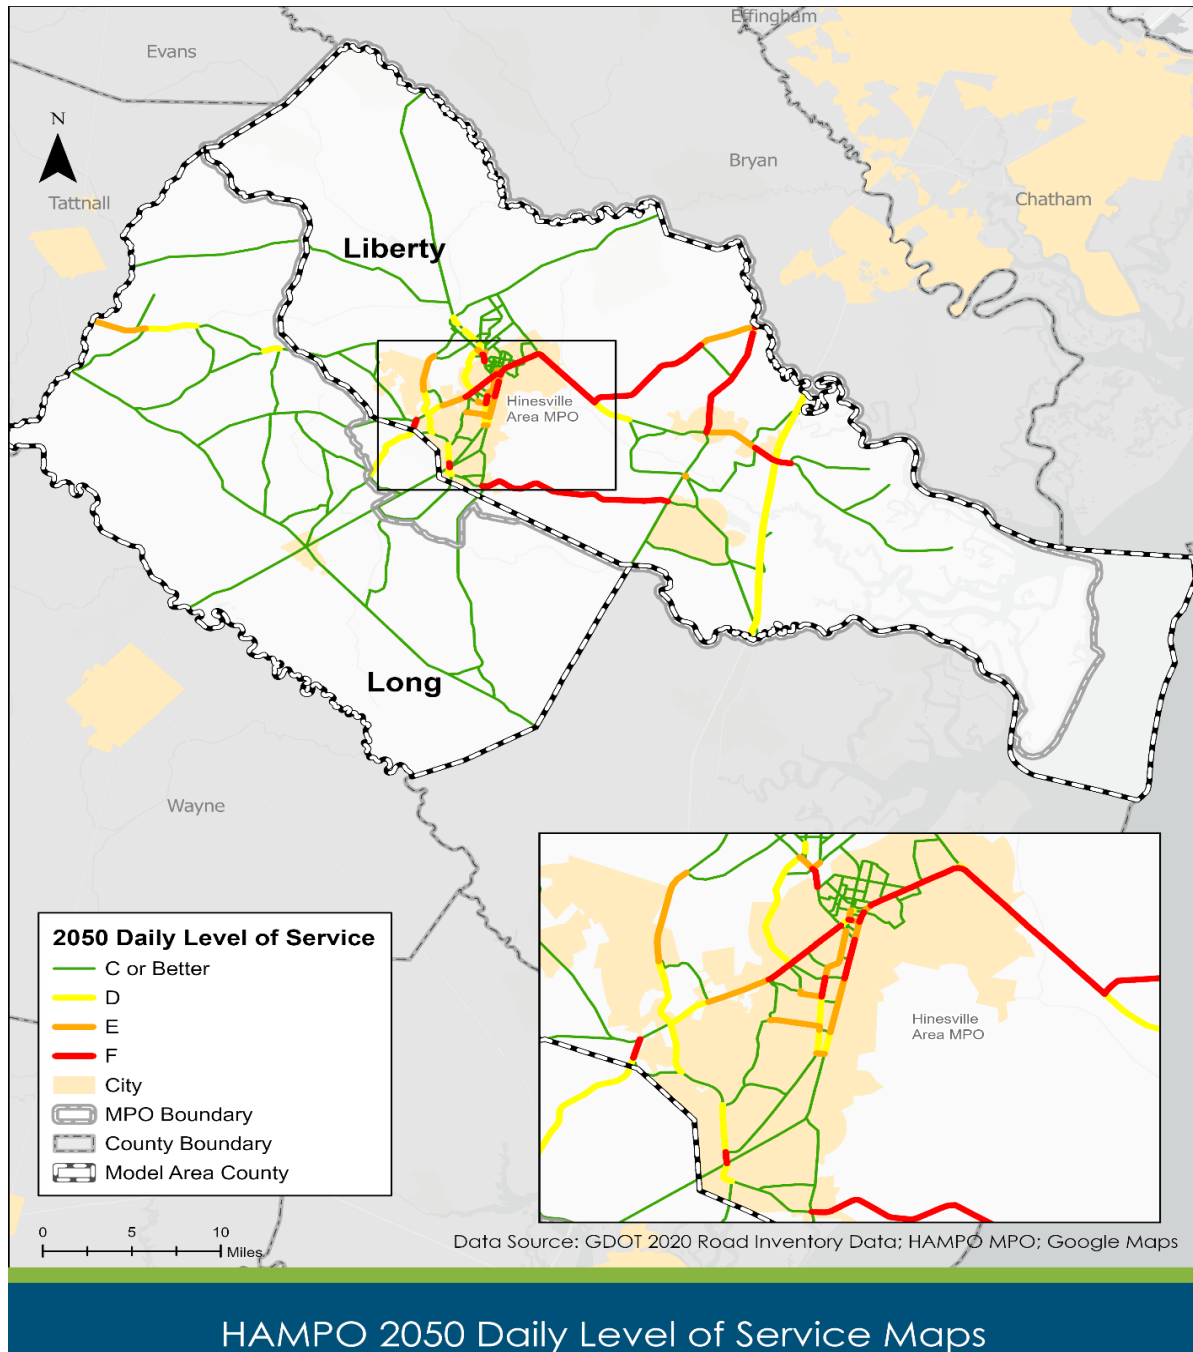 Effingham
Evans
N
Bryan
Tattnall
Chatham
Liberty
Hinesville
Area MPO
Long
Wayne
2050 Daily Level of Service
C or Better
D
E
F
City
MPO Boundary
County Boundary
Model Area County
Hinesville
Area MPO
0 5 10
Miles
Data Source: GDOT 2020 Road Inventory Data; HAMPO MPO; Google Maps
HAMPO 2050 Daily Level of Service Maps